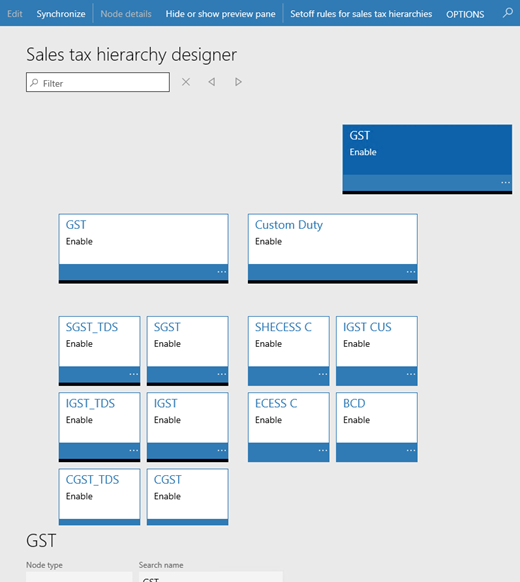 Edit Synchronize Node details Hide or show preview pane Setoff rules for sales tax hierarchies OPTIONS
Sales tax hierarchy designer
Filter
GST
Enable
...
GST Custom Duty
Enable Enable
... ...
SGST_TDS SGST SHECESS C IGST CUS
Enable Enable Enable Enable
... ... ... ...
IGST_TDS IGST ECESS C BCD
Enable Enable Enable Enable
... ... ... ...
CGST_TDS CGST
Enable Enable
GST
Node type Search name
GST